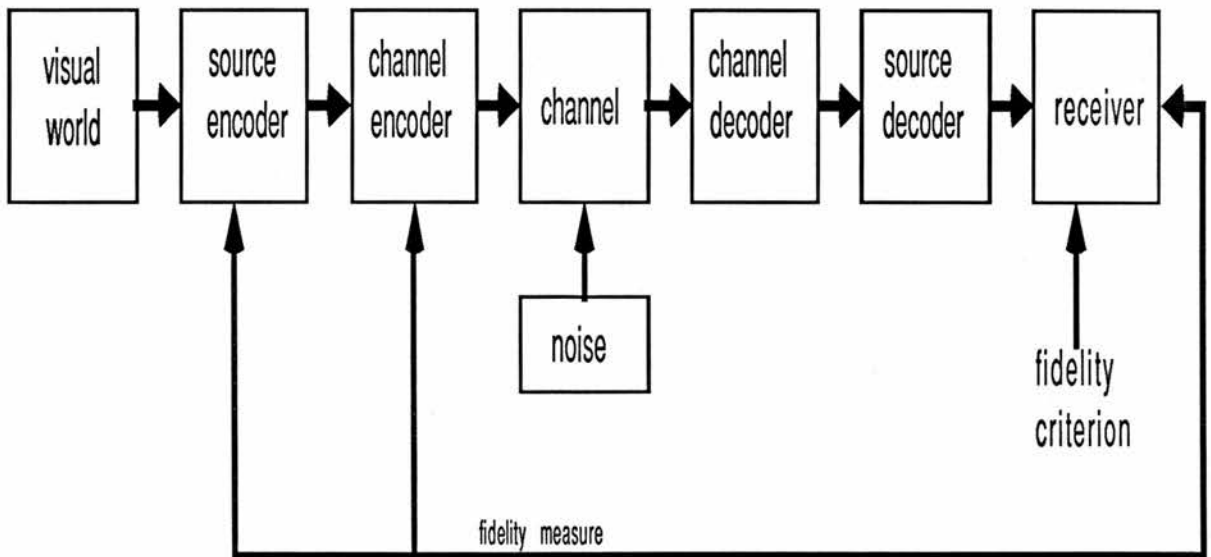 visual
world
source
encoder
channel
encoder
channel
channel
decoder
source
decoder
receiver
noise
fidelity
criterion
fidelity measure